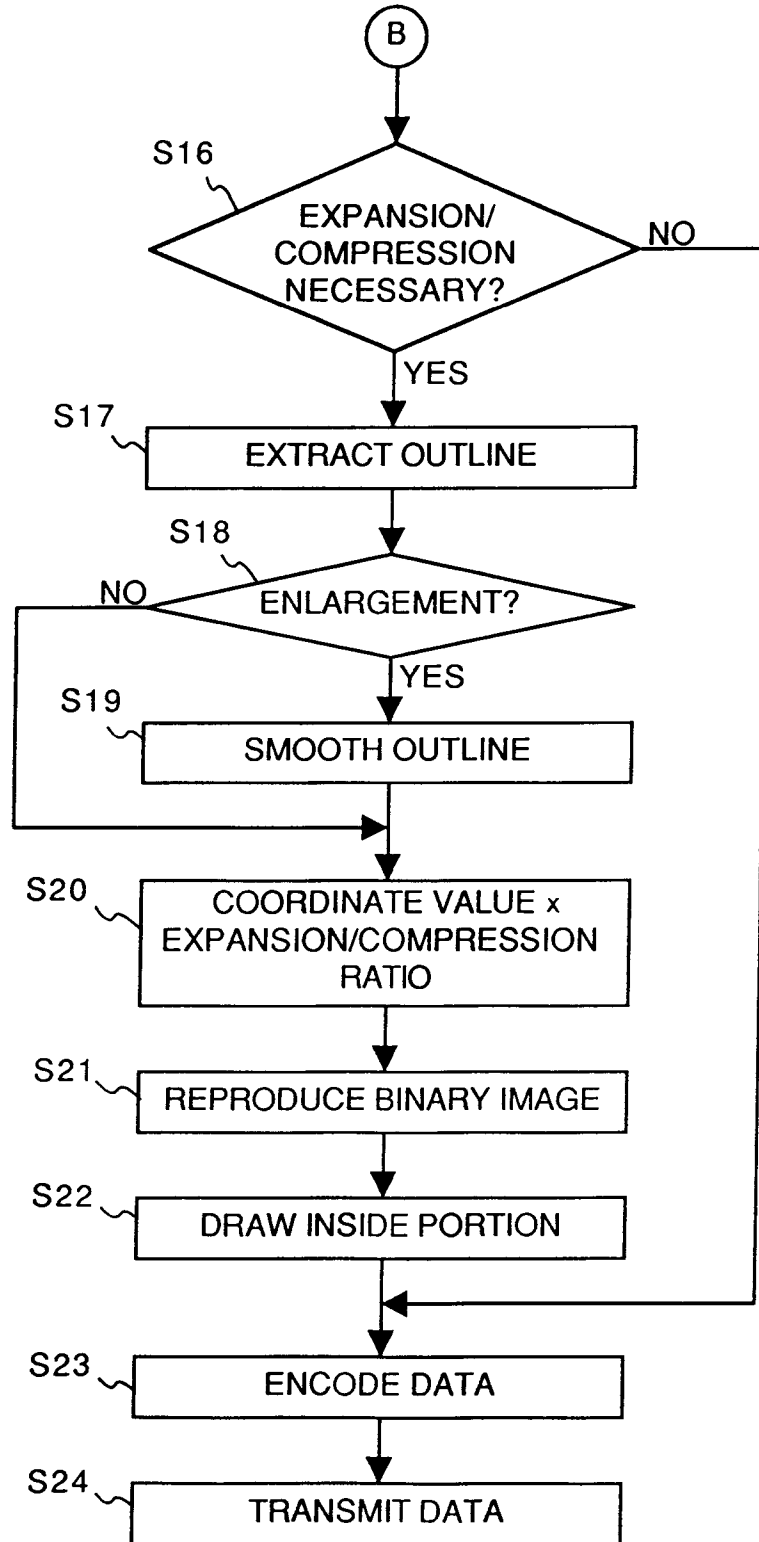 B
S16
EXPANSION/
COMPRESSION
NECESSARY?
NO
YES
S17
EXTRACT OUTLINE
S18
NO
ENLARGEMENT?
YES
S19
SMOOTH OUTLINE
S20
COORDINATE VALUE x
EXPANSION/COMPRESSION
RATIO
S21
REPRODUCE BINARY IMAGE
S22
DRAW INSIDE PORTION
S23
ENCODE DATA
S24
TRANSMIT DATA